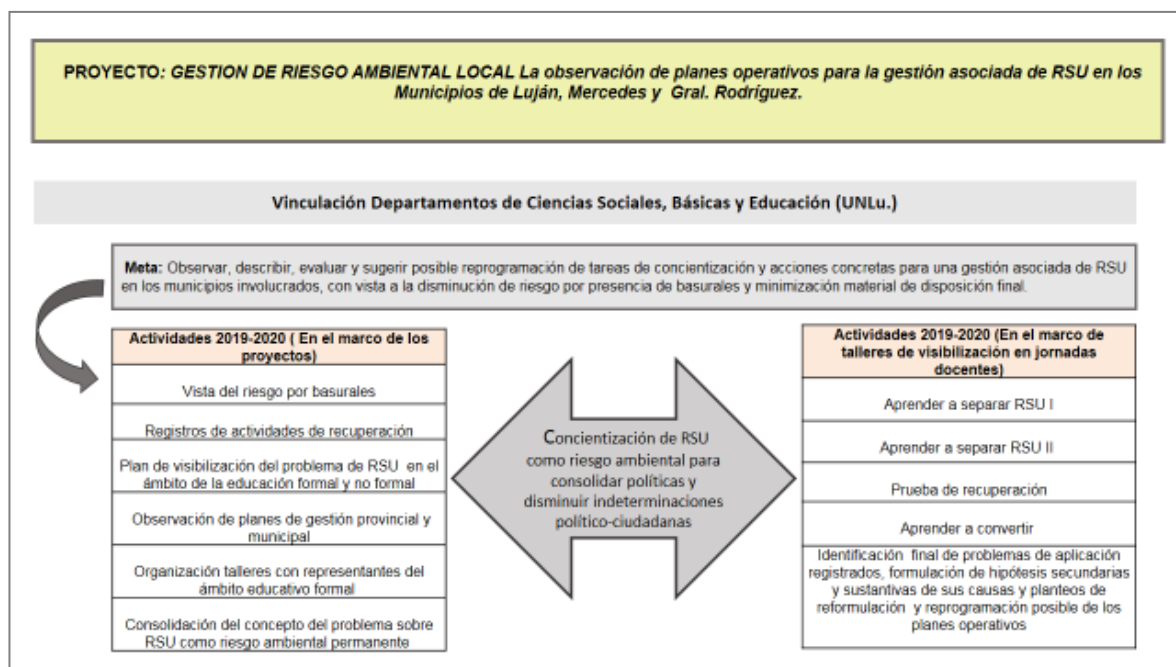 PROYECTO: GESTION DE RIESGO AMBIENTAL LOCAL La observación de planes operativos para la gestión asociada de RSU en los
Municipios de Luján, Mercedes y Gral. Rodríguez.
Vinculación Departamentos de Ciencias Sociales, Básicas y Educación (UNLu.)
Meta: Observar, describir, evaluar y sugerir posible reprogramación de tareas de concientización y acciones concretas para una gestión asociada de RSU
en los municipios involucrados, con vista a la disminución de riesgo por presencia de basurales y minimización material de disposición final.
Actividades 2019-2020 ( En el marco de los
proyectos)
Vista del riesgo por basurales
Registros de actividades de recuperación
Plan de visibilización del problema de RSU en el
ámbito de la educación formal y no formal
Observación de planes de gestión provincial y
municipal
Organización talleres con representantes del
ámbito educativo formal
Consolidación del concepto del problema sobre
RSU como riesgo ambiental permanente
Concientización de RSU
como riesgo ambiental para
consolidar políticas y
disminuir indeterminaciones
político-ciudadanas
Actividades 2019-2020 (En el marco de
talleres de visibilización en jornadas
docentes)
Aprender a separar RSU I
Aprender a separar RSU II
Prueba de recuperación
Aprender a convertir
Identificación final de problemas de aplicación
registrados, formulación de hipótesis secundarias
y sustantivas de sus causas y planteos de
reformulación y reprogramación posible de los
planes operativos